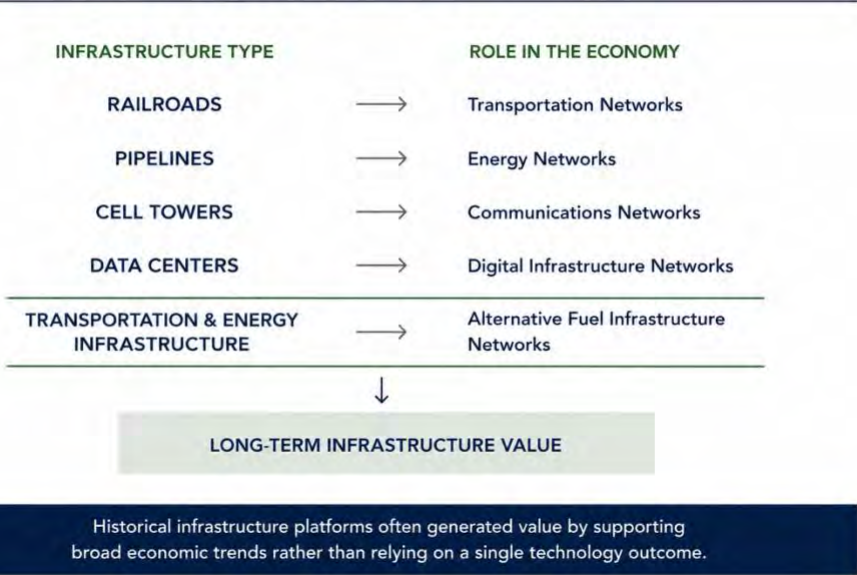 INFRASTRUCTURE TYPE ROLE IN THE ECONOMY
RAILROADS Transportation Networks
PIPELINES Energy Networks
CELL TOWERS Communications Networks
DATA CENTERS Digital Infrastructure Networks
TRANSPORTATION & ENERGY
INFRASTRUCTURE
Alternative Fuel Infrastructure
Networks
LONG-TERM INFRASTRUCTURE VALUE
Historical infrastructure platforms often generated value by supporting
broad economic trends rather than relying on a single technology outcome.